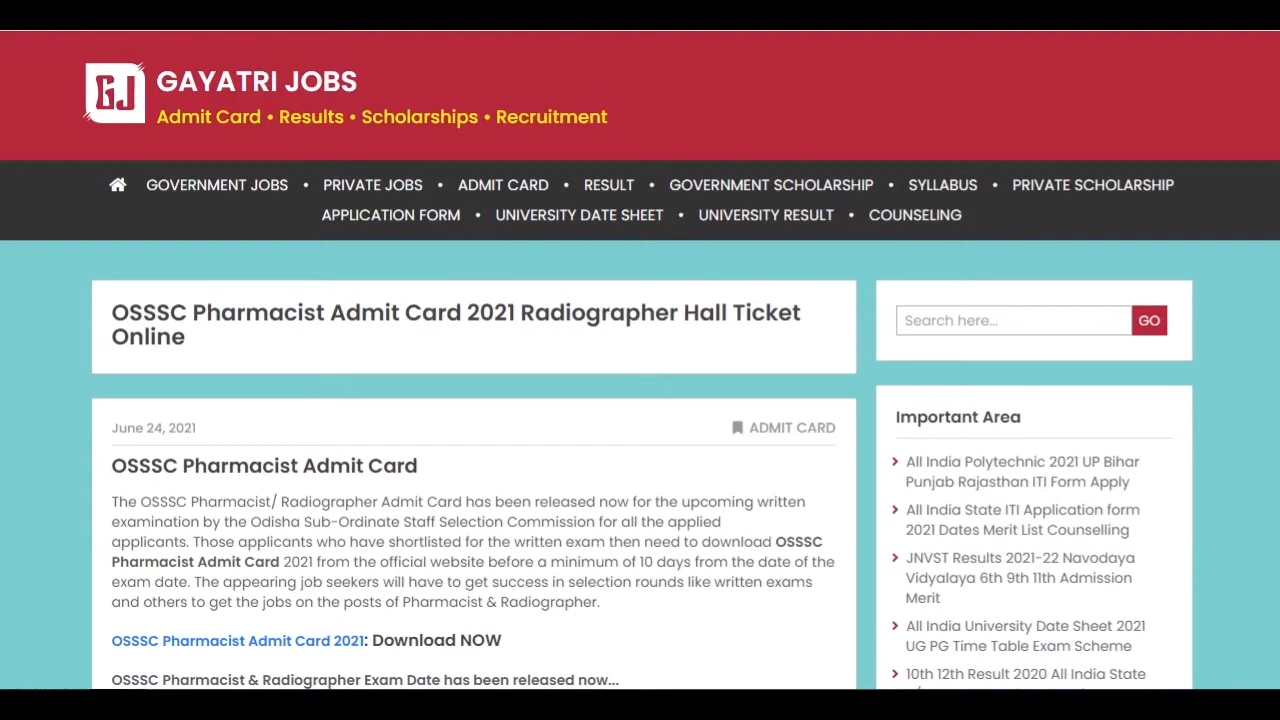 GJ
GAYATRI JOBS
Admit Card • Results • Scholarships • Recruitment
GOVERNMENT JOBS • PRIVATE JOBS • ADMIT CARD • RESULT • GOVERNMENT SCHOLARSHIP • SYLLABUS • PRIVATE SCHOLARSHIP
APPLICATION FORM • UNIVERSITY DATE SHEET • UNIVERSITY RESULT • COUNSELING
OSSSC Pharmacist Admit Card 2021 Radiographer Hall Ticket
Online
June 24, 2021
ADMIT CARD
OSSSC Pharmacist Admit Card
The OSSSC Pharmacist/ Radiographer Admit Card has been released now for the upcoming written
examination by the Odisha Sub-Ordinate Staff Selection Commission for all the applied
applicants. Those applicants who have shortlisted for the written exam then need to download OSSSC
Pharmacist Admit Card 2021 from the official website before a minimum of 10 days from the date of the
exam date. The appearing job seekers will have to get success in selection rounds like written exams
and others to get the jobs on the posts of Pharmacist & Radiographer.
OSSSC Pharmacist Admit Card 2021: Download NOW
OSSSC Pharmacist & Radiographer Exam Date has been released now...
Search here...
GO
Important Area
All India Polytechnic 2021 UP Bihar
Punjab Rajasthan ITI Form Apply
All India State ITI Application form
2021 Dates Merit List Counselling
JNVST Results 2021-22 Navodaya
Vidyalaya 6th 9th 11th Admission
Merit
All India University Date Sheet 2021
UG PG Time Table Exam Scheme
10th 12th Result 2020 All India State